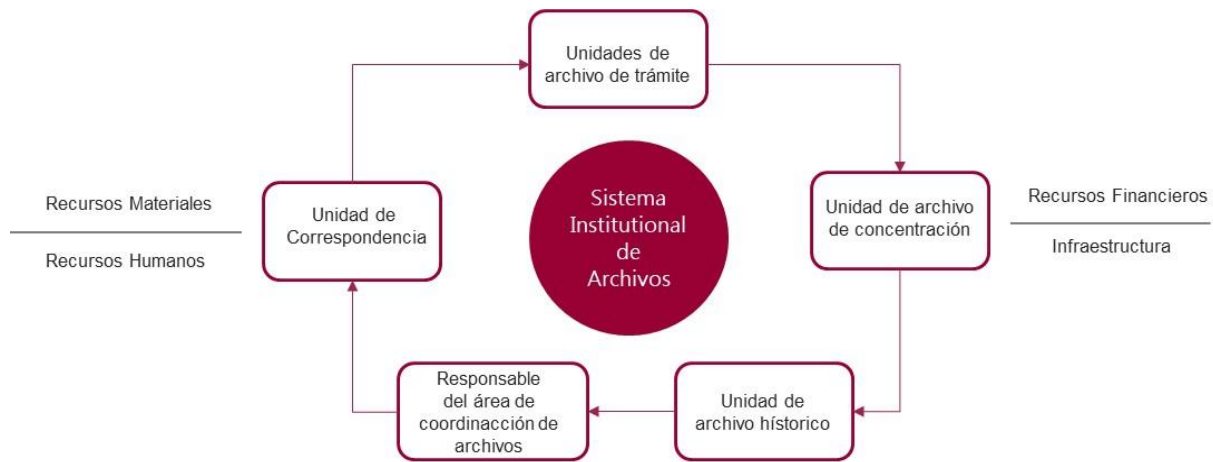 Unidades de
archivo de trámite
Recursos Materiales
Recursos Humanos
Unidad de
Correspondencia
Sistema
Institutional
de
Archivos
Unidad de archivo
de concentración
Recursos Financieros
Infraestructura
Responsable
del área de
coordinacción de
archivos
Unidad de
archivo hístorico